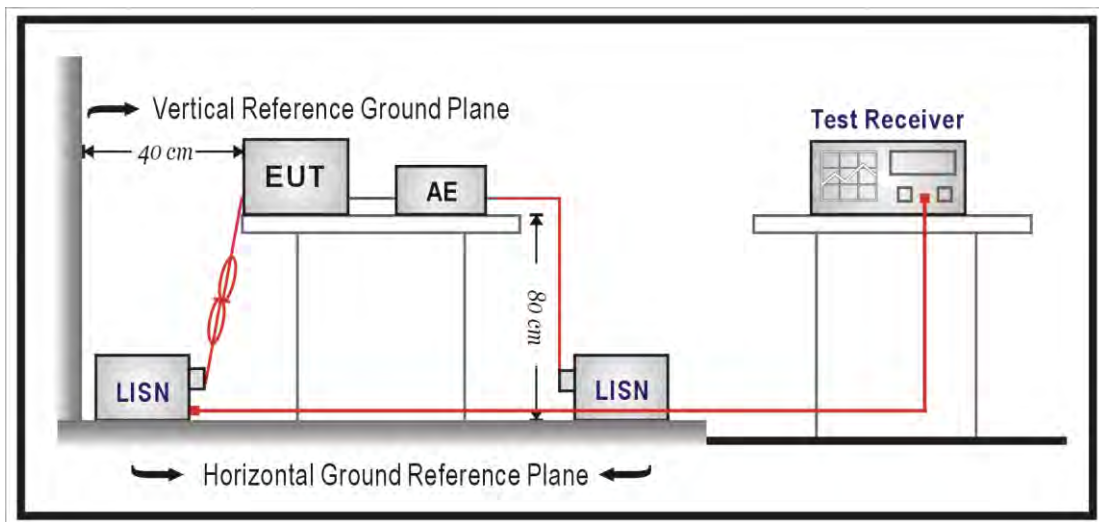 Vertical Reference Ground Plane
Test Receiver
40 cm
EUT
AE
80 cm
LISN
LISN
Horizontal Ground Reference Plane